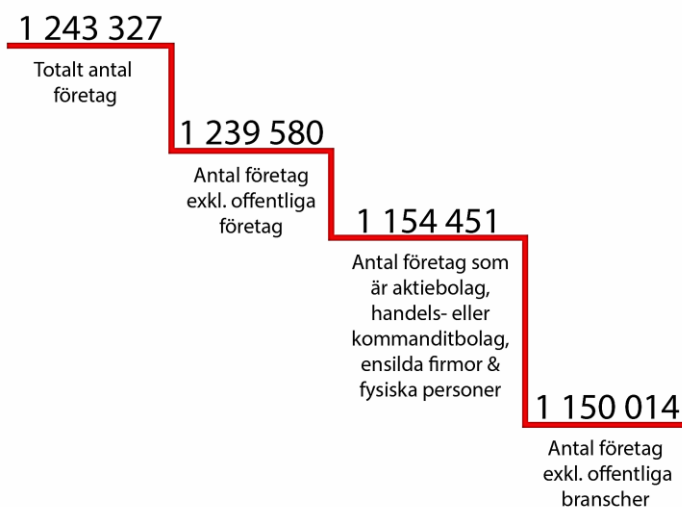 1 243 327
Totalt antal
företag
1 239 580
Antal företag
exkl. offentliga
företag
1 154 451
Antal företag som
är aktiebolag,
handels- eller
kommanditbolag,
ensilda firmor &
fysiska personer
1 150 014
Antal företag
exkl. offentliga
branscher